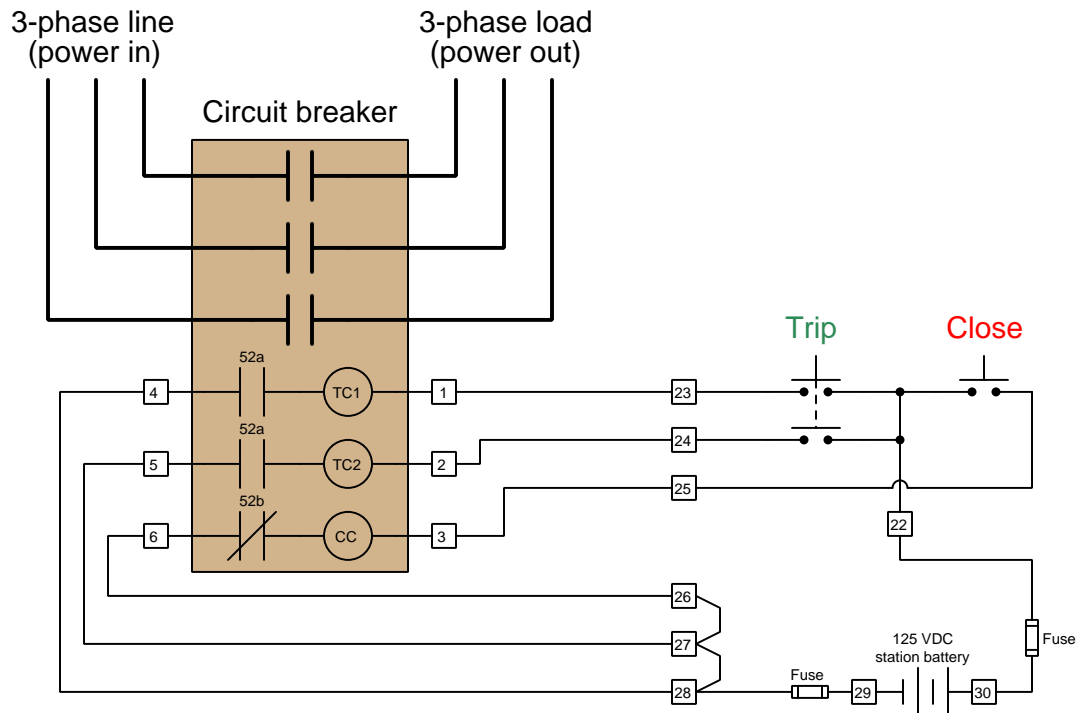 3-phase line
(power in)
3-phase load
(power out)
Circuit breaker
Trip
Close
52a
4
TC1
1
23
52a
24
5
TC2
2
25
52b
6
CC
3
22
26
27
125 VDC
station battery
Fuse
28
Fuse
29
30